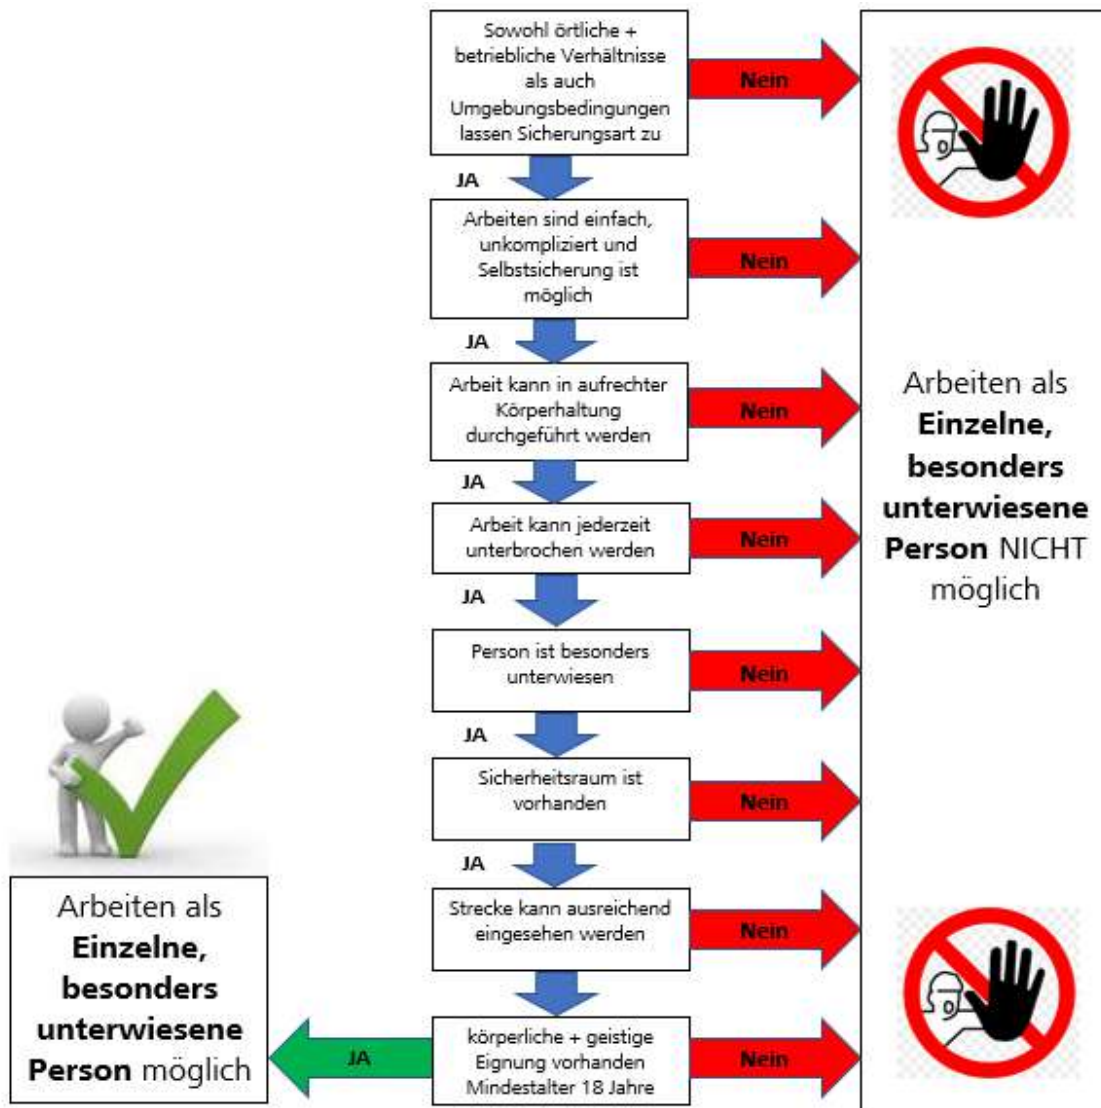 Sowohl örtliche +
betriebliche Verhältnisse
als auch
Umgebungsbedingungen
lassen Sicherungsart zu
Nein
JA
Arbeiten sind einfach,
unkompliziert und
Selbstsicherung ist
möglich
Nein
JA
Arbeit kann in aufrechter
Körperhaltung
durchgeführt werden
Nein
JA
Arbeit kann jederzeit
unterbrochen werden
Nein
JA
Person ist besonders
unterwiesen
Nein
JA
Sicherheitsraum ist
vorhanden
Nein
JA
Strecke kann ausreichend
eingesehen werden
Nein
körperliche + geistige
Eignung vorhanden
Mindestalter 18 Jahre
Nein
JA
Arbeiten als
Einzelne,
besonders
unterwiesene
Person möglich
Arbeiten als
Einzelne,
besonders
unterwiesene
Person NICHT
möglich